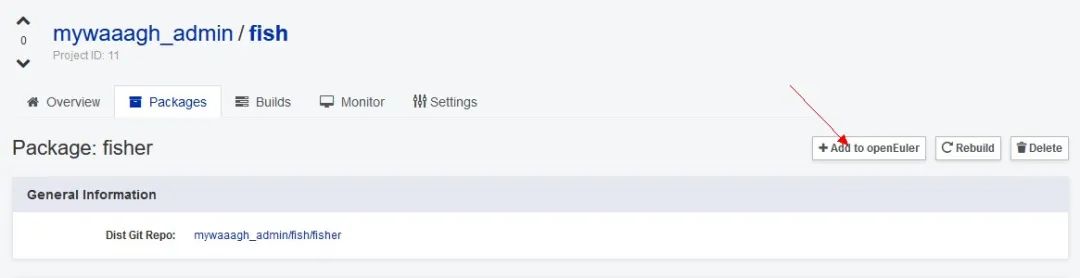 0
mywaaagh_admin / fish
Project ID: 11
Overview Packages Builds Monitor Settings
Package: fisher
+ Add to openEuler Rebuild Delete
General Information
Dist Git Repo: mywaaagh_admin/fish/fisher